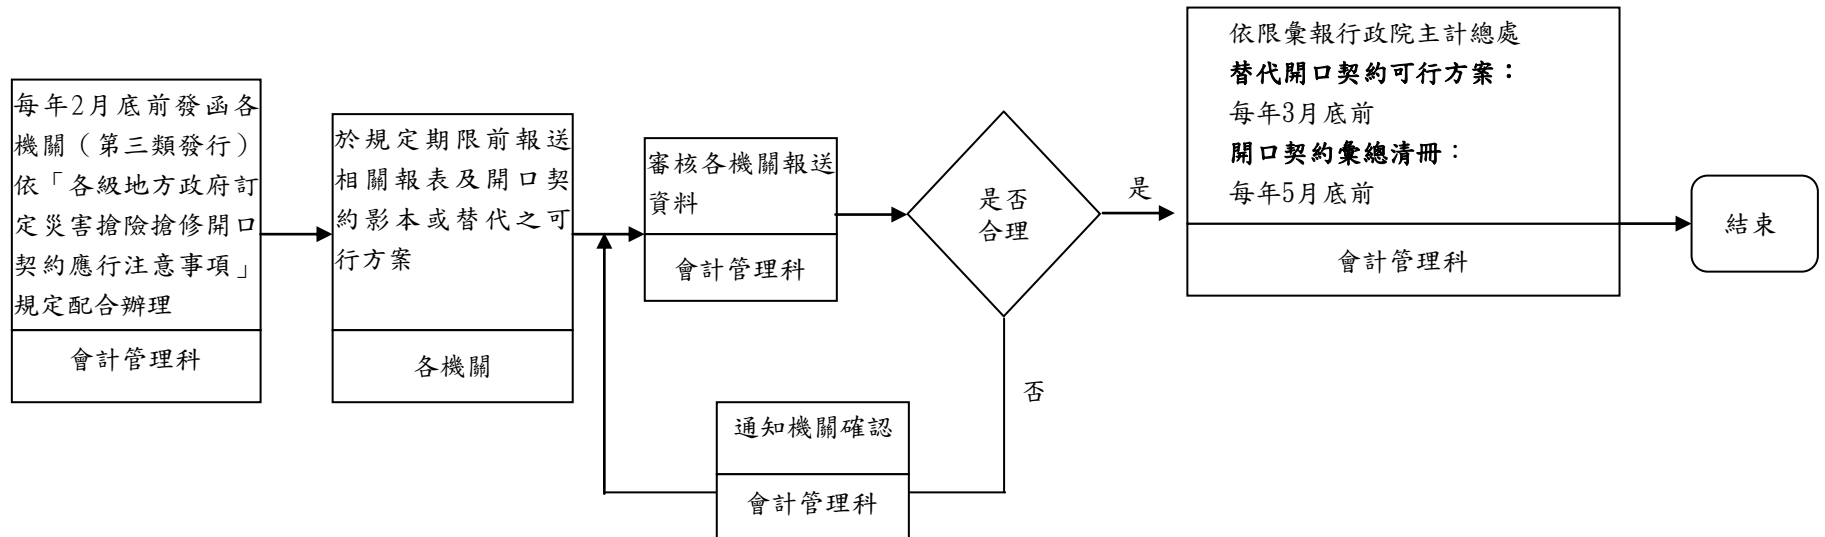 每年2月底前發函各
機關（第三類發行）
依「各級地方政府訂
定災害搶險搶修開口
契約應行注意事項」
規定配合辦理
會計管理科
於規定期限前報送
相關報表及開口契
約影本或替代之可
行方案
各機關
審核各機關報送
資料
會計管理科
是否
合理
是
否
通知機關確認
會計管理科
依限彙報行政院主計總處
替代開口契約可行方案：
每年3月底前
開口契約彙總清冊：
每年5月底前
會計管理科
結束